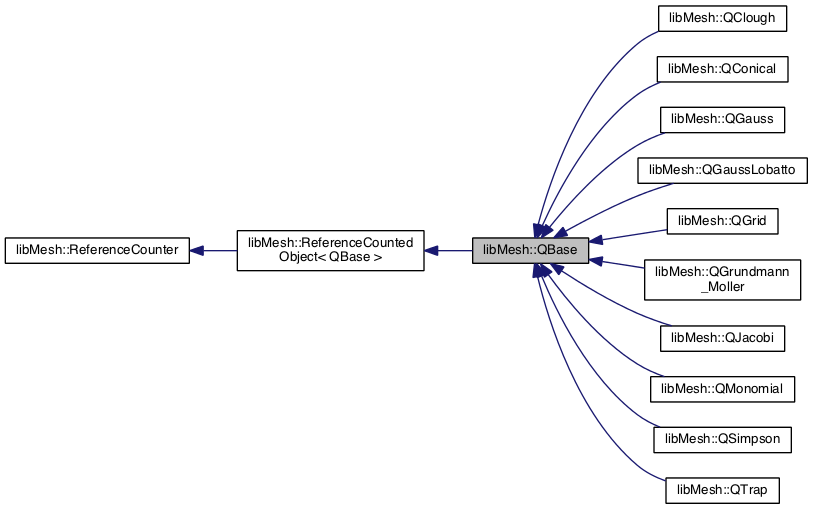 libMesh::QClough
libMesh::QConical
libMesh::QGauss
libMesh::QGaussLobatto
libMesh::QGrid
libMesh::ReferenceCounter
libMesh::ReferenceCounted
Object< QBase >
libMesh::QBase
libMesh::QGrundmann
_Moller
libMesh::QJacobi
libMesh::QMonomial
libMesh::QSimpson
libMesh::QTrap